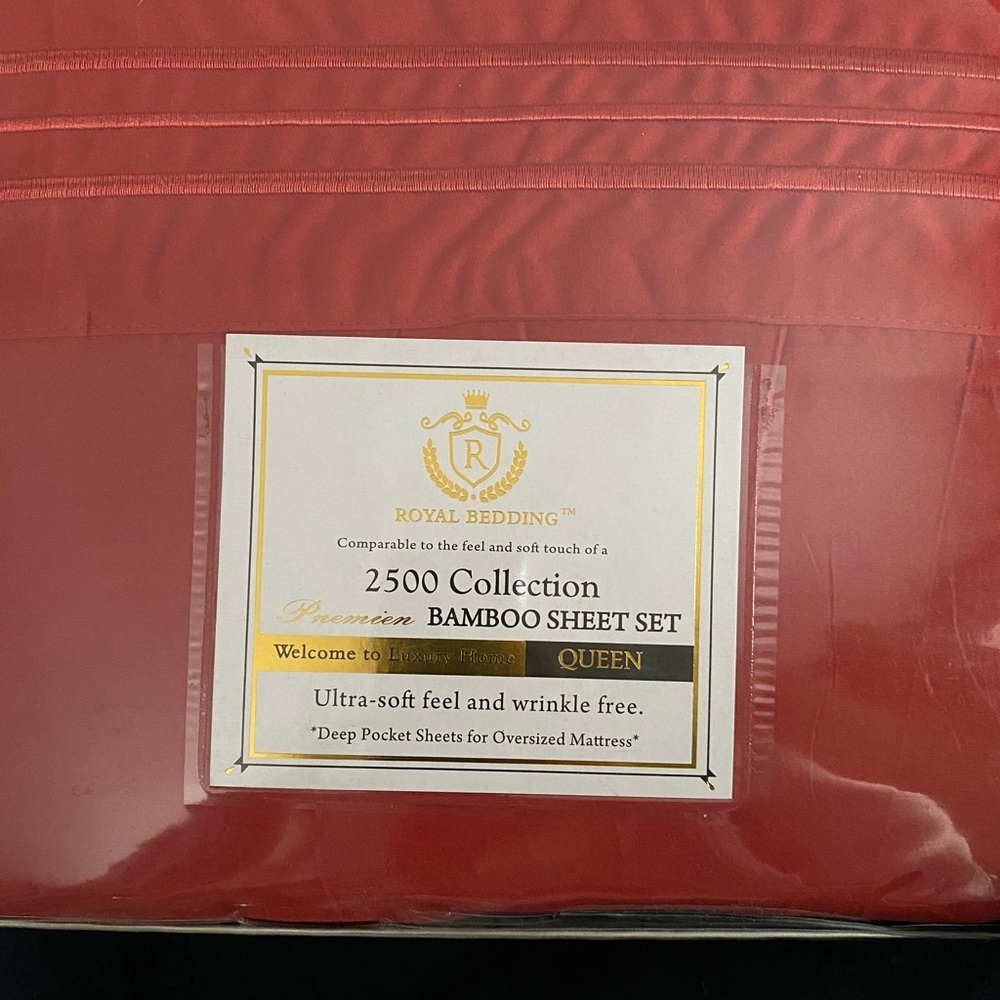 R
ROYAL BEDDING™
Comparable to the feel and soft touch of a
2500 Collection
Premien BAMBOO SHEET SET
Welcome to Luxury Home QUEEN
Ultra-soft feel and wrinkle free.
*Deep Pocket Sheets for Oversized Mattress*